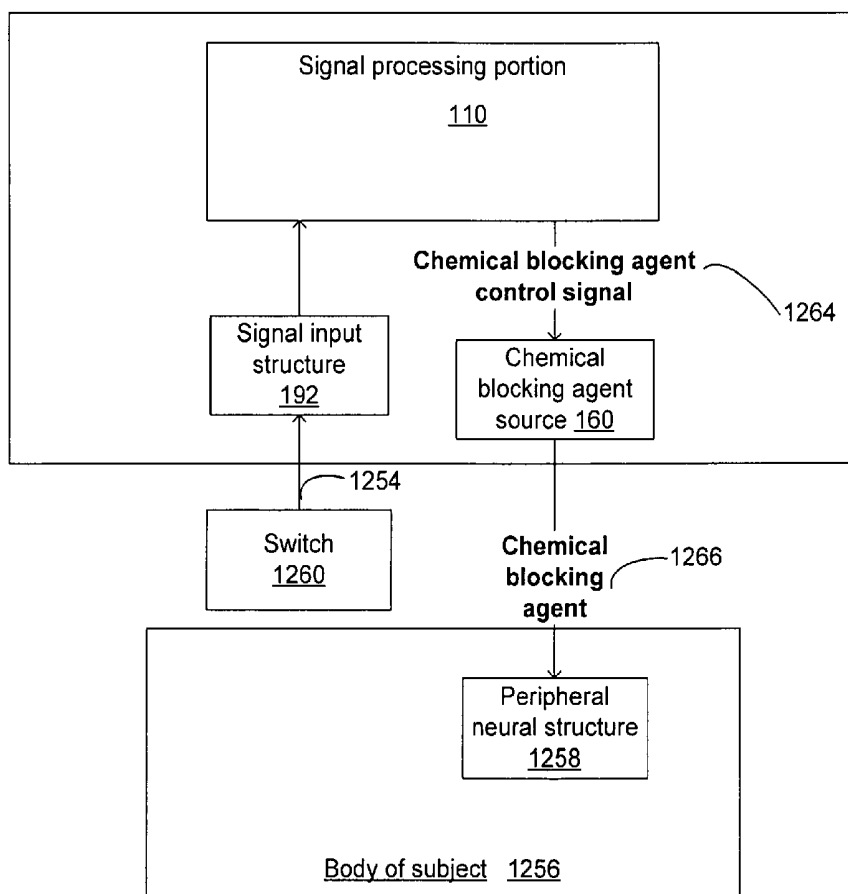 Signal processing portion
110
Chemical blocking agent
control signal
1264
Signal input
structure
192
Chemical
blocking agent
source 160
1254
Switch
1260
Chemical
blocking
agent
1266
Peripheral
neural structure
1258
Body of subject 1256